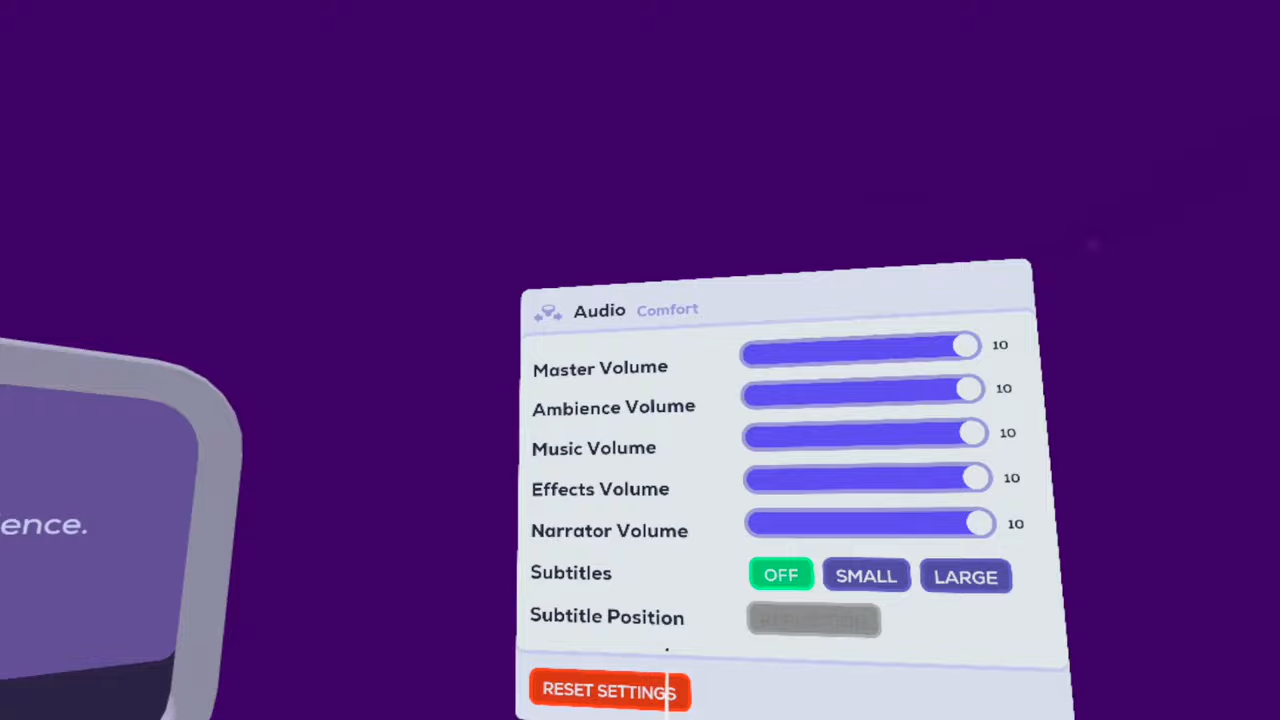 Audio Comfort
Master Volume 10
Ambience Volume 10
Music Volume 10
Effects Volume 10
ience.
Narrator Volume 10
Subtitles OFF SMALL LARGE
Subtitle Position
RESET SETTINGS